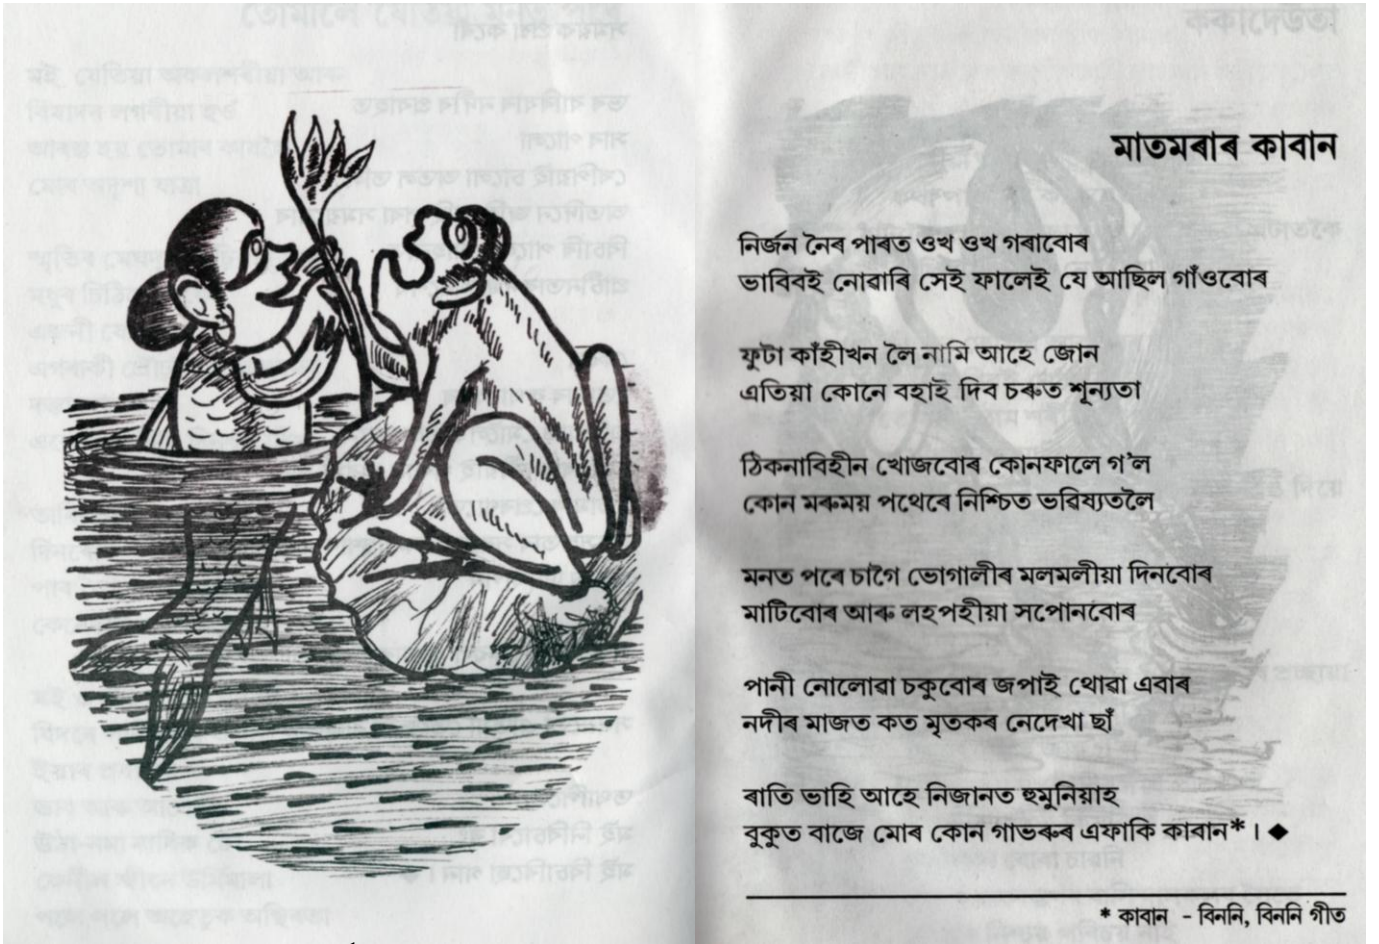 মাতমৰাৰ কাবান
নিৰ্জন নৈৰ পাৰত ওখ ওখ গৰাবোৰ
ভাবিবই নোৱাৰি সেই ফালেই যে আছিল গাঁওবোৰ
ফুটা কাঁহীখন লৈ নামি আহে জোন
এতিয়া কোনে বহাই দিব চৰুত শূন্যতা
ঠিকনাবিহীন খোজবোৰ কোনফালে গ'ল
কোন মৰুময় পথেৰে নিশ্চিত ভৱিষ্যতলৈ
মনত পৰে চাগৈ ভোগালীৰ মলমলীয়া দিনবোৰ
মাটিবোৰ আৰু লহপহীয়া সপোনবোৰ
পানী নোলোৱা চকুবোৰ জপাই থোৱা এবাৰ
নদীৰ মাজত কত মৃতকৰ নেদেখা ছাঁ
ৰাতি ভাহি আহে নিজানত হুমুনিয়াহ
বুকুত বাজে মোৰ কোন গাভৰুৰ এফাকি কাবান* । ◆
* কাবান - বিননি, বিননি গীত